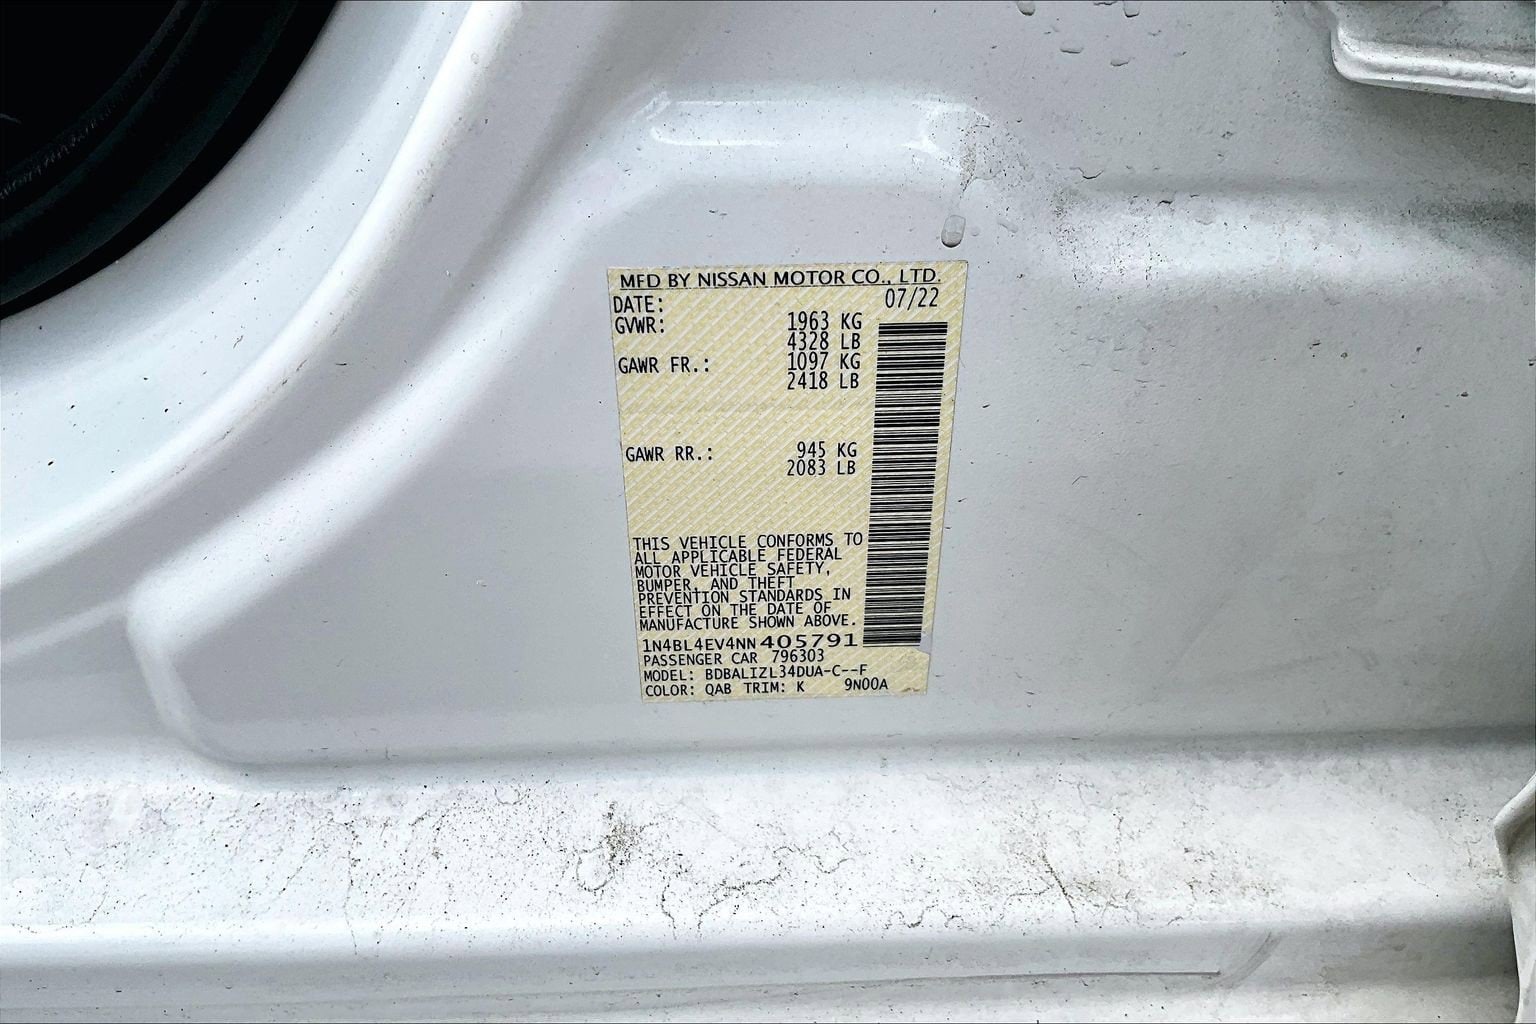 MFD BY NISSAN MOTOR CO., LTD.
DATE: 07/22
GVWR: 1963 KG
4328 LB
GAWR FR.: 1097 KG
2418 LB
GAWR RR.: 945 KG
2083 LB
THIS VEHICLE CONFORMS TO
ALL APPLICABLE FEDERAL
MOTOR VEHICLE SAFETY,
BUMPER, AND THEFT
PREVENTION STANDARDS IN
EFFECT ON THE DATE OF
MANUFACTURE SHOWN ABOVE.
1N4BL4EV4NN405791
PASSENGER CAR 796303
MODEL: BDBALIZL34DUA-C--F
COLOR: QAB TRIM: K 9N00A